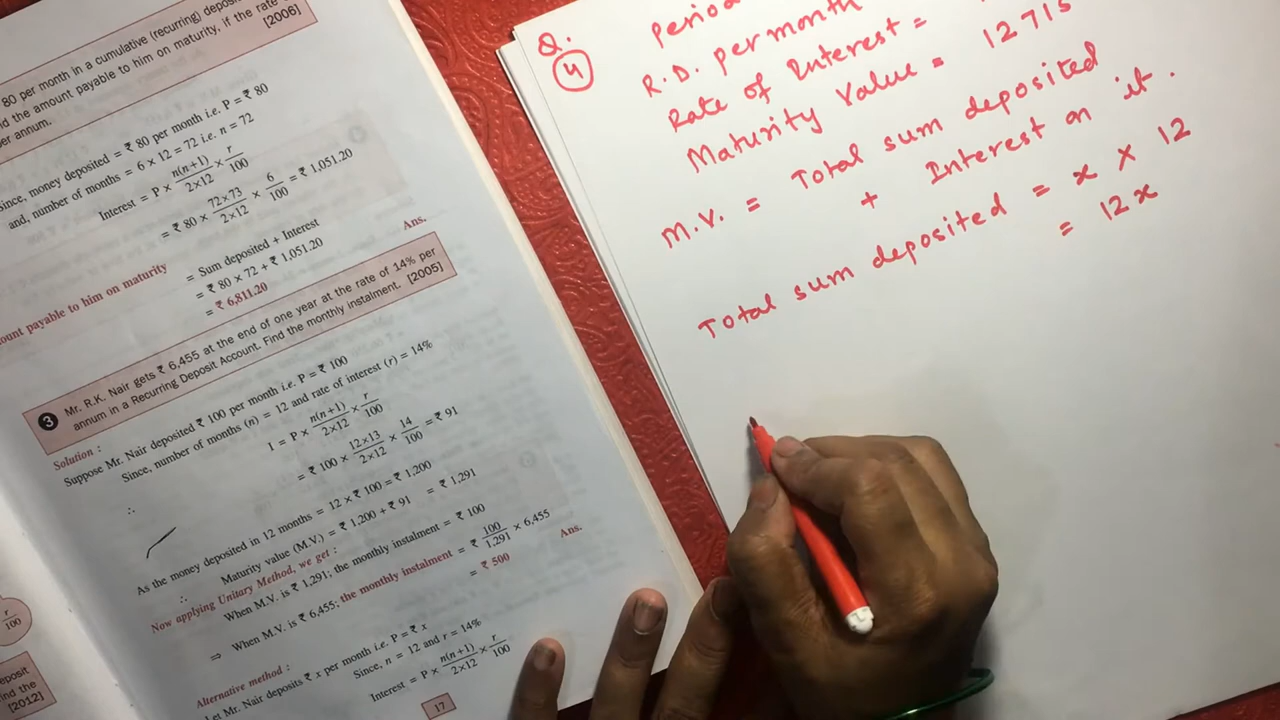 80 per month in a cumulative (recurring) deposit
the amount payable to him on maturity, if the rate
per annum. [2006]
Since, money deposited = ₹ 80 per month i.e. P = ₹ 80
and, number of months = 6 × 12 = 72 i.e. n = 72
Interest = P × n(n+1)/2×12 × r/100
= ₹ 80 × 72×73/2×12 × 6/100 = ₹ 1,051.20
ount payable to him on maturity = Sum deposited + Interest
= ₹ 80 × 72 + ₹ 1,051.20
= ₹ 6,811.20 Ans.
3 Mr. R.K. Nair gets ₹ 6,455 at the end of one year at the rate of 14% per
annum in a Recurring Deposit Account. Find the monthly instalment. [2005]
Solution :
Suppose Mr. Nair deposited ₹ 100 per month i.e. P = ₹ 100
Since, number of months (n) = 12 and rate of interest (r) = 14%
∴ I = P × n(n+1)/2×12 × r/100
= ₹ 100 × 12×13/2×12 × 14/100 = ₹ 91
As the money deposited in 12 months = 12 × ₹ 100 = ₹ 1,200
∴ Maturity value (M.V.) = ₹ 1,200 + ₹ 91 = ₹ 1,291
Now applying Unitary Method, we get :
When M.V. is ₹ 1,291; the monthly instalment = ₹ 100
⇒ When M.V. is ₹ 6,455; the monthly instalment = ₹ 100/1,291 × 6,455
= ₹ 500 Ans.
Alternative method :
Let Mr. Nair deposits ₹ x per month i.e. P = ₹ x
Since, n = 12 and r = 14%
Interest = P × n(n+1)/2×12 × r/100
17
r/100
deposit
find the
[2012]
Q. 4
Period
R.D. per month
Rate of Interest =
Maturity Value = 12715
M.V. = Total sum deposited
+ Interest on it.
Total sum deposited = x × 12
= 12x